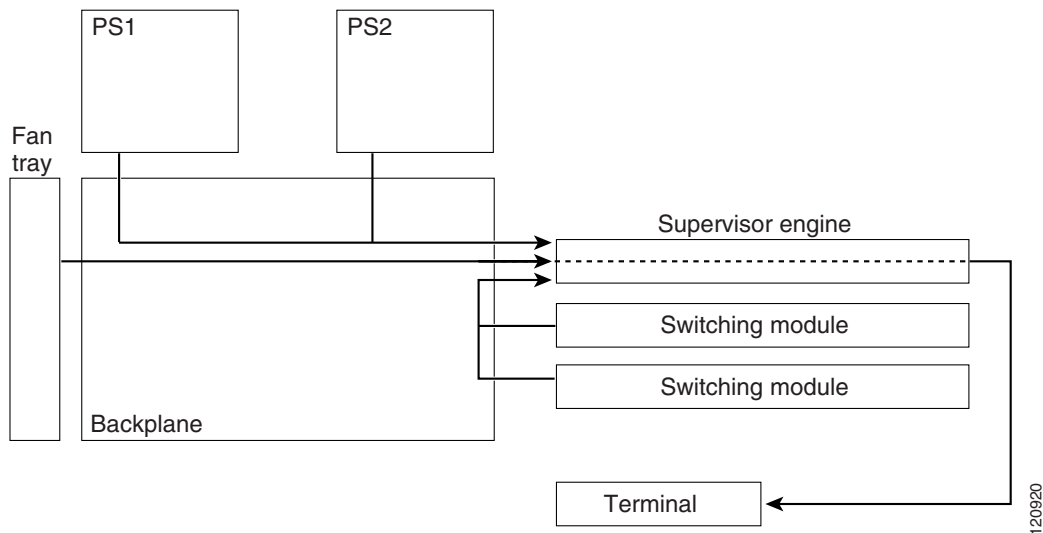 PS1
PS2
Fan
tray
Supervisor engine
Switching module
Switching module
Backplane
Terminal
120920